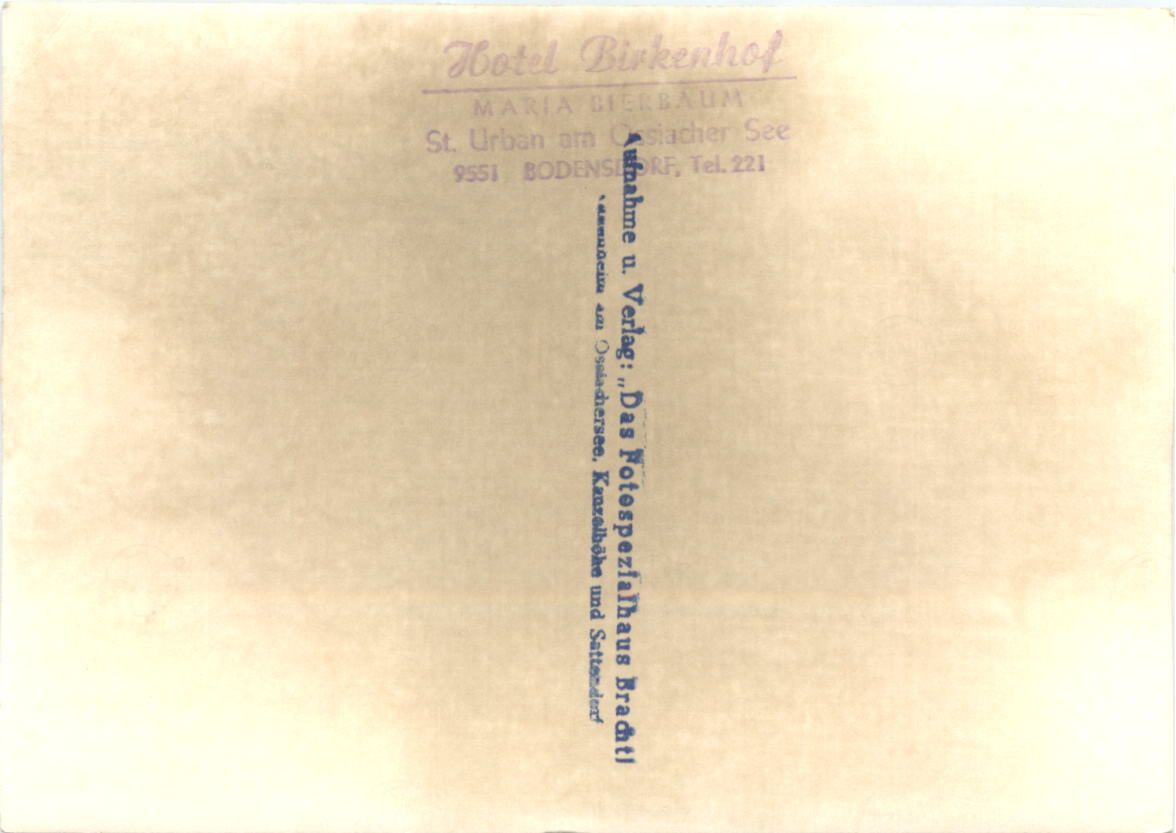 Hotel Birkenhof
MARIA BIERBAUM
St. Urban am Ossiacher See
9551 BODENSDORF, Tel. 221
Aufnahme u. Verlag: „Das Fotospezialhaus Brachtl
Annenheim am Ossiachersee, Kanzelhöhe und Sattendorf